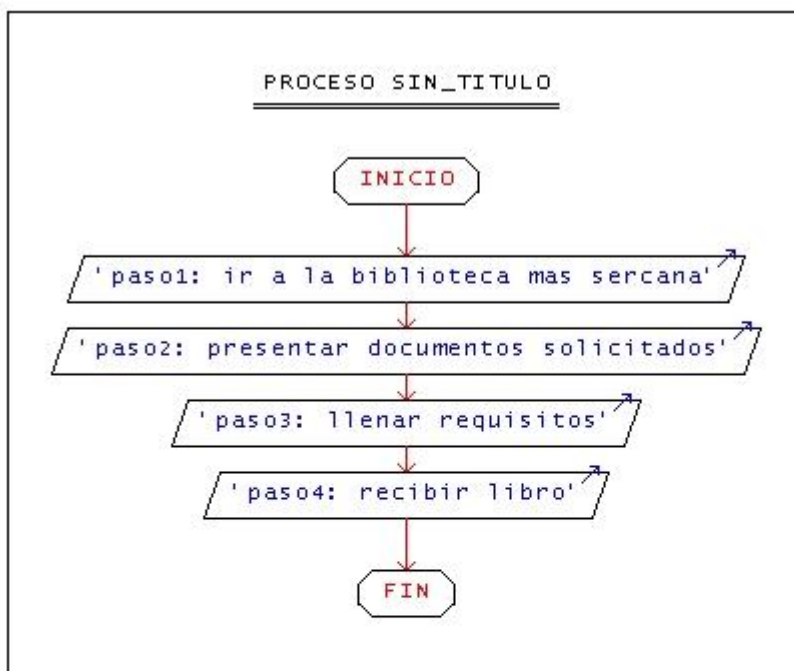 PROCESO SIN_TITULO
INICIO
'paso1: ir a la biblioteca mas sercana'
'paso2: presentar documentos solicitados'
'paso3: llenar requisitos'
'paso4: recibir libro'
FIN